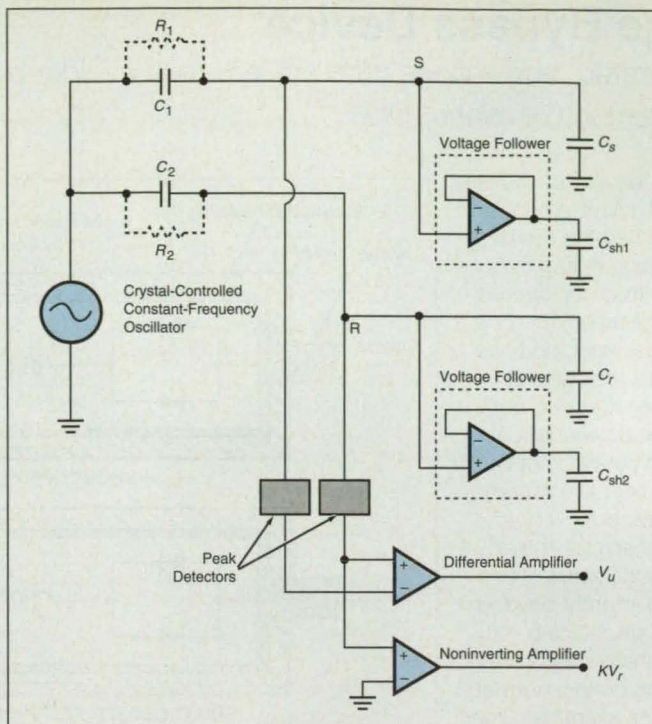 R1
C1
S
Voltage Follower
Cs
Csh1
C2
R2
Crystal-Controlled
Constant-Frequency
Oscillator
R
Voltage Follower
Cr
Csh2
Peak
Detectors
+
−
Differential Amplifier
Vu
+
−
Noninverting Amplifier
KVr